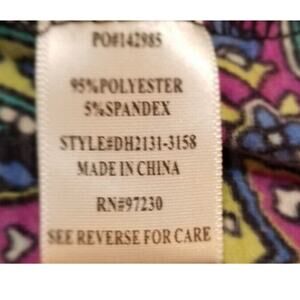 PO#142985
95%POLYESTER
5%SPANDEX
STYLE#DH2131-3158
MADE IN CHINA
RN#97230
SEE REVERSE FOR CARE